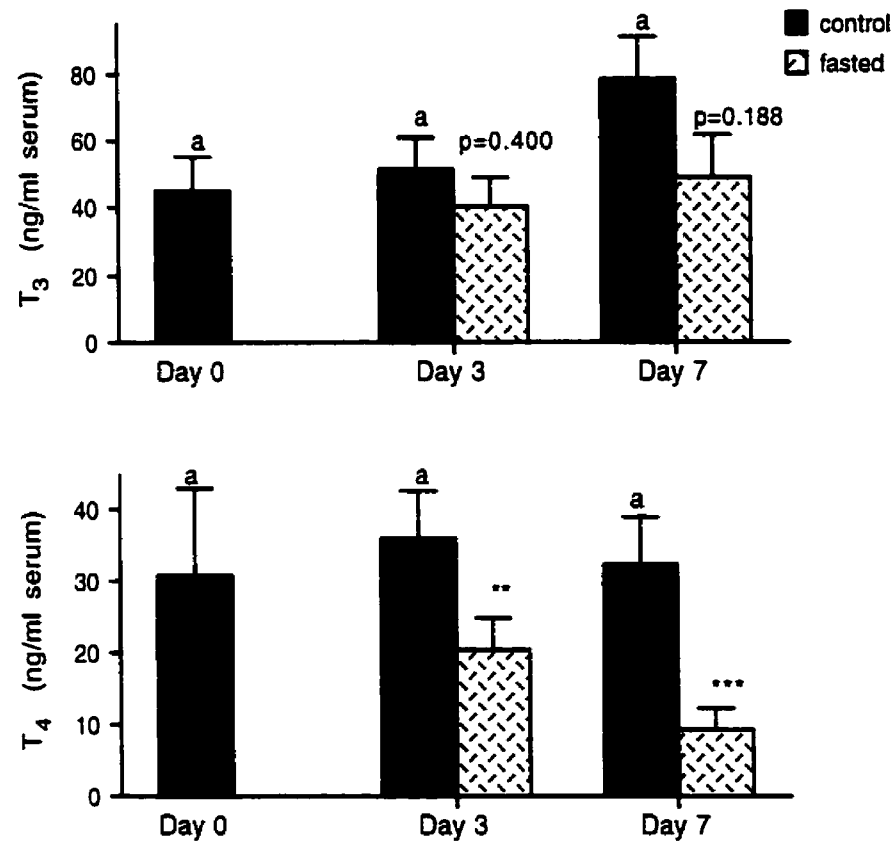 control
fasted
T3 (ng/ml serum)
80
60
40
20
0
a
a
p=0.400
a
p=0.188
Day 0
Day 3
Day 7
T4 (ng/ml serum)
40
30
20
10
0
a
a
**
a
***
Day 0
Day 3
Day 7